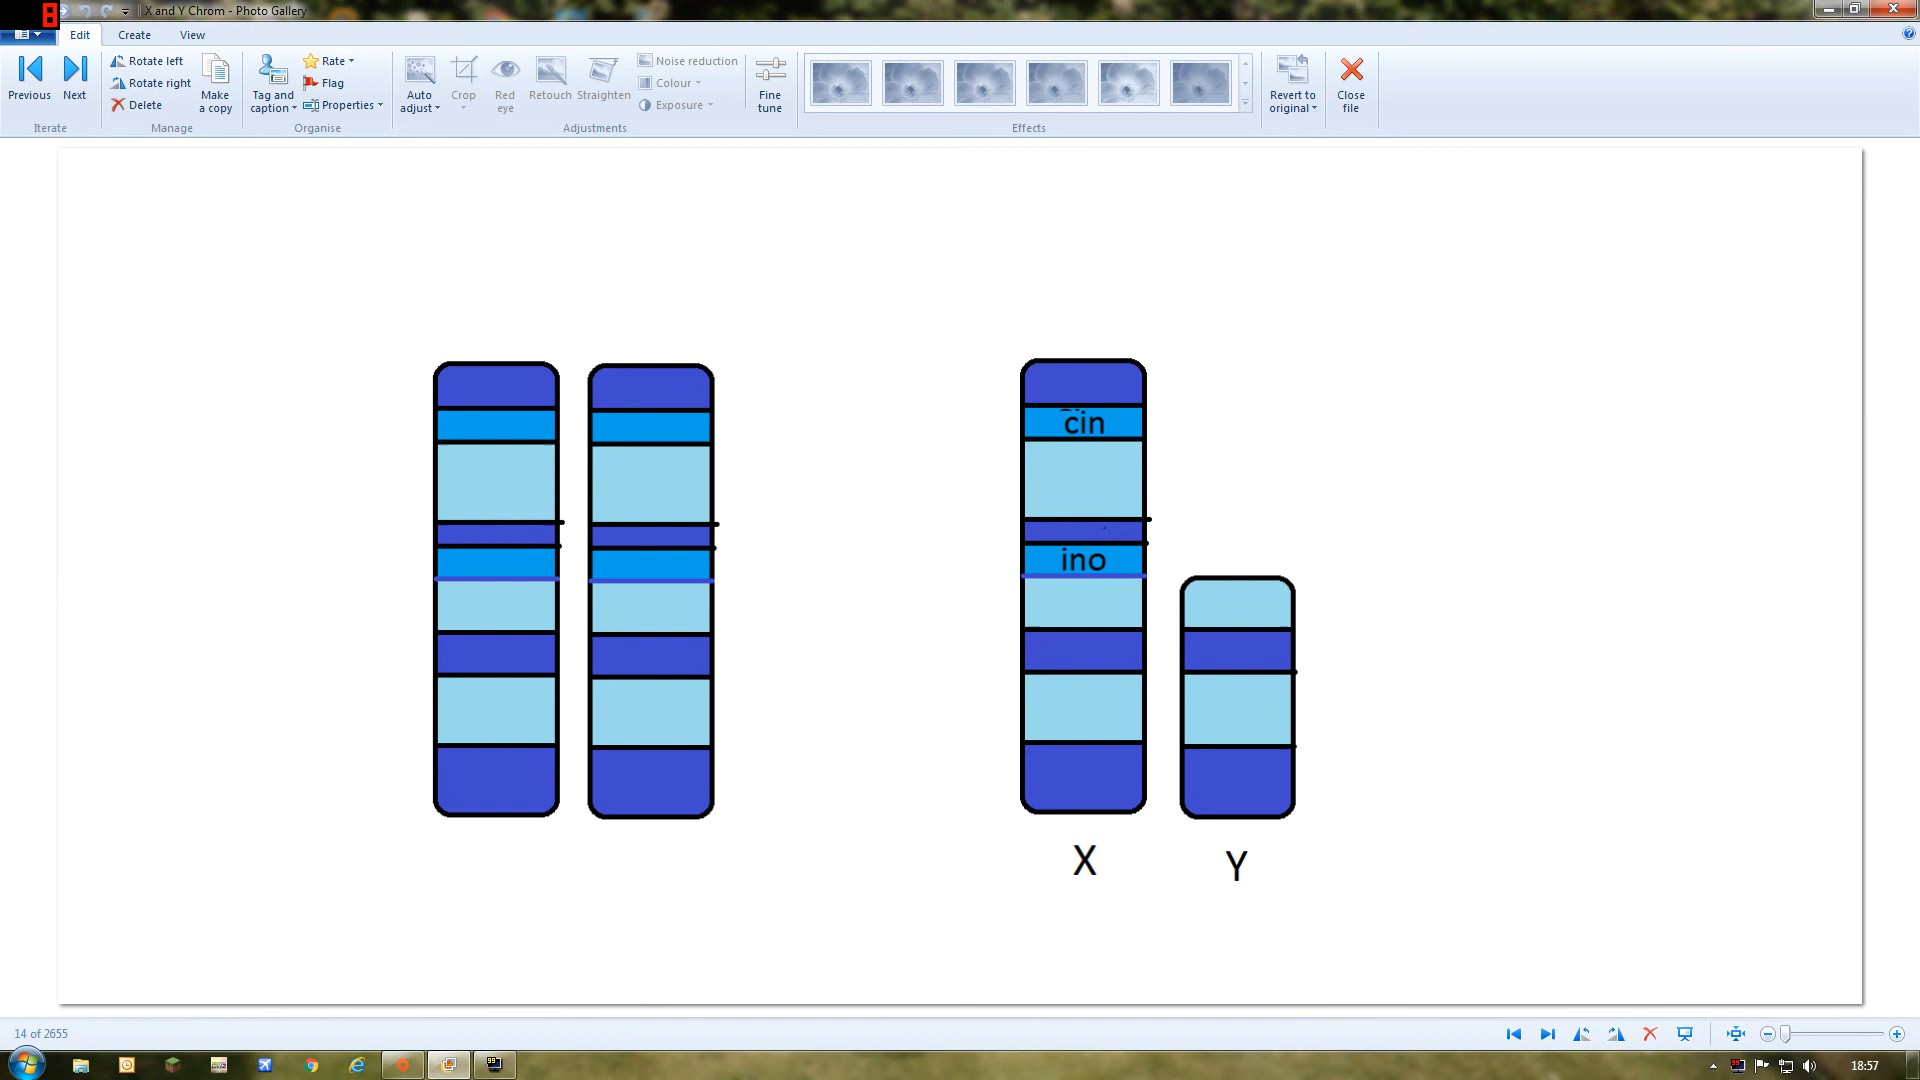 8
X and Y Chrom - Photo Gallery
Edit
Create
View
Previous
Next
Rotate left
Rotate right
Delete
Make a copy
Tag and caption
Rate
Flag
Properties
Auto adjust
Crop
Red eye
Retouch
Straighten
Noise reduction
Colour
Exposure
Fine tune
Revert to original
Close file
Iterate
Manage
Organise
Adjustments
Effects
cin
ino
X
Y
14 of 2655
18:57